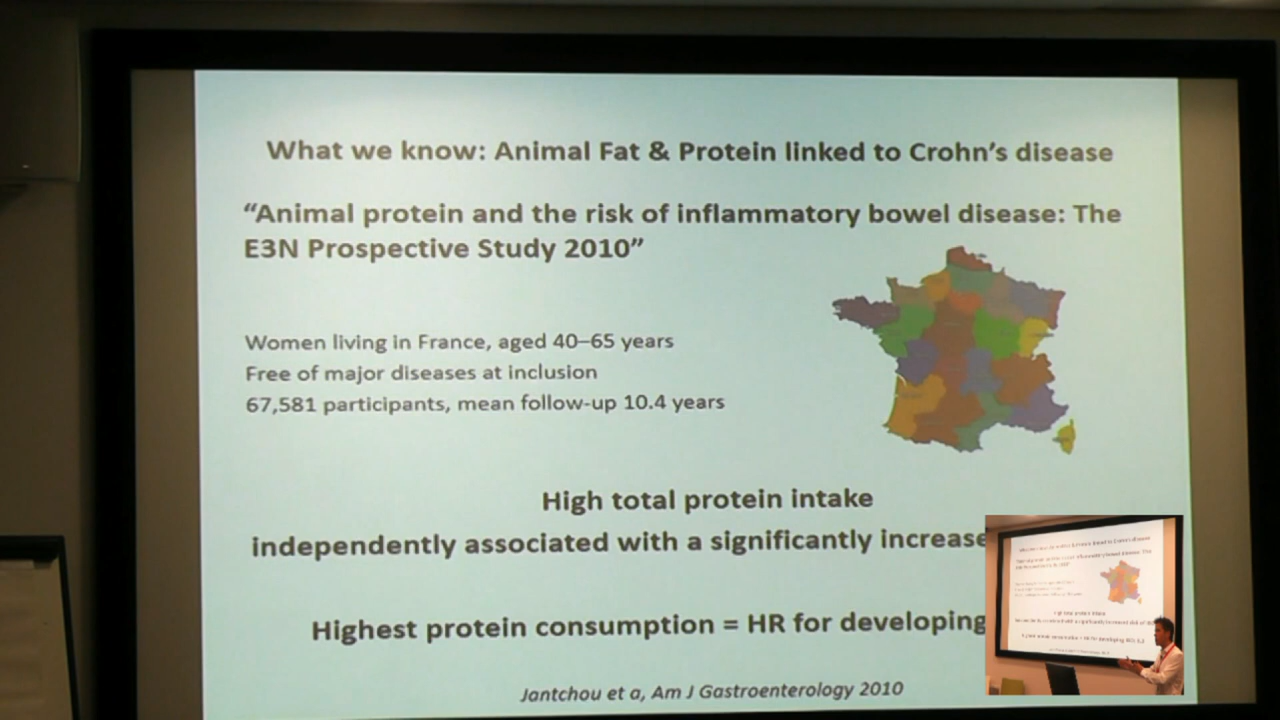 What we know: Animal Fat & Protein linked to Crohn’s disease
“Animal protein and the risk of inflammatory bowel disease: The
E3N Prospective Study 2010”
Women living in France, aged 40–65 years
Free of major diseases at inclusion
67,581 participants, mean follow-up 10.4 years
High total protein intake
independently associated with a significantly increase
Highest protein consumption = HR for developing
Jantchou et a, Am J Gastroenterology 2010